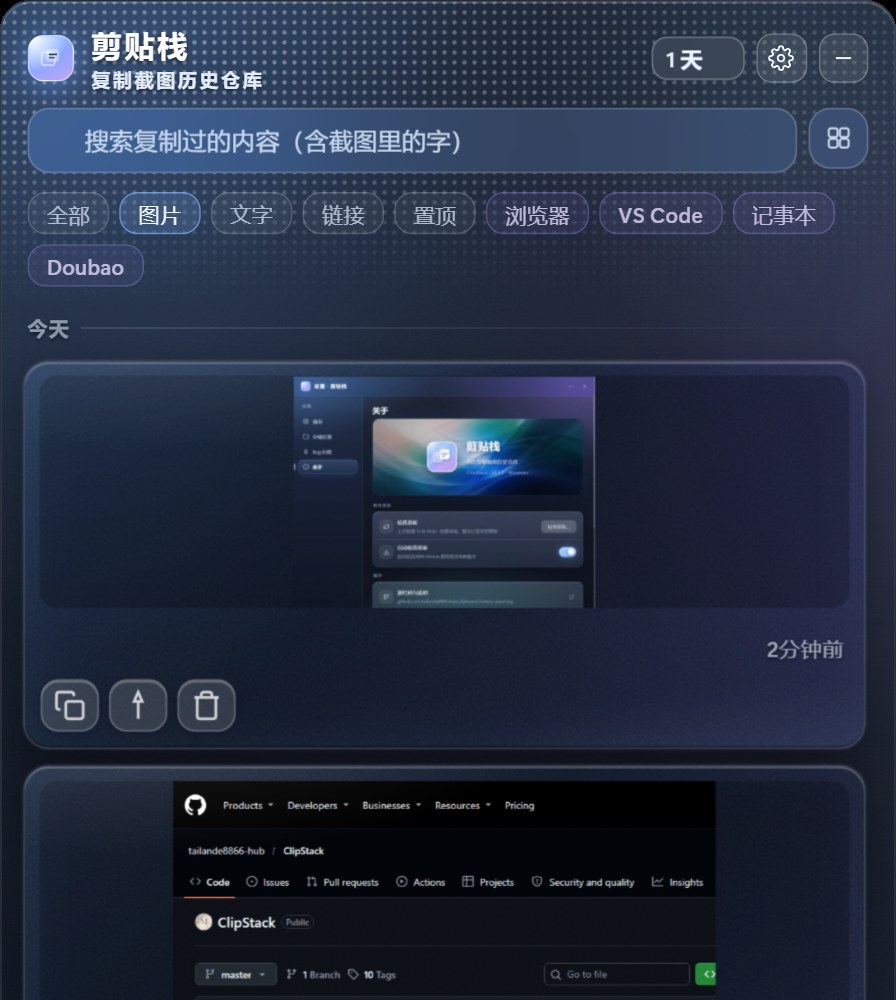 剪贴栈
复制截图历史仓库
1 天
搜索复制过的内容（含截图里的字）
全部 图片 文字 链接 置顶 浏览器 VS Code 记事本
Doubao
今天
关于
剪贴栈
2分钟前
Products Developers Businesses Resources Pricing
tailande8866-hub / ClipStack
Code Issues Pull requests Actions Projects Security and quality Insights
ClipStack Public
master 1 Branch 10 Tags Go to file